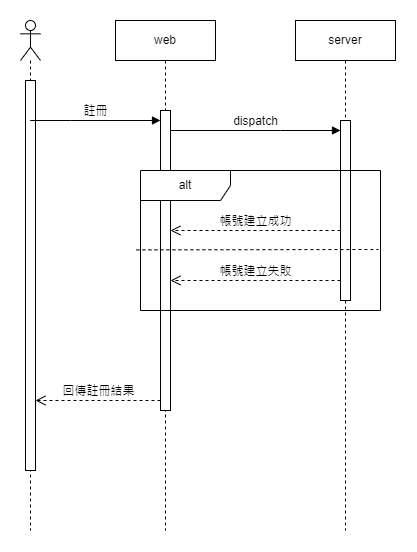 web
server
註冊
dispatch
alt
帳號建立成功
帳號建立失敗
回傳註冊結果